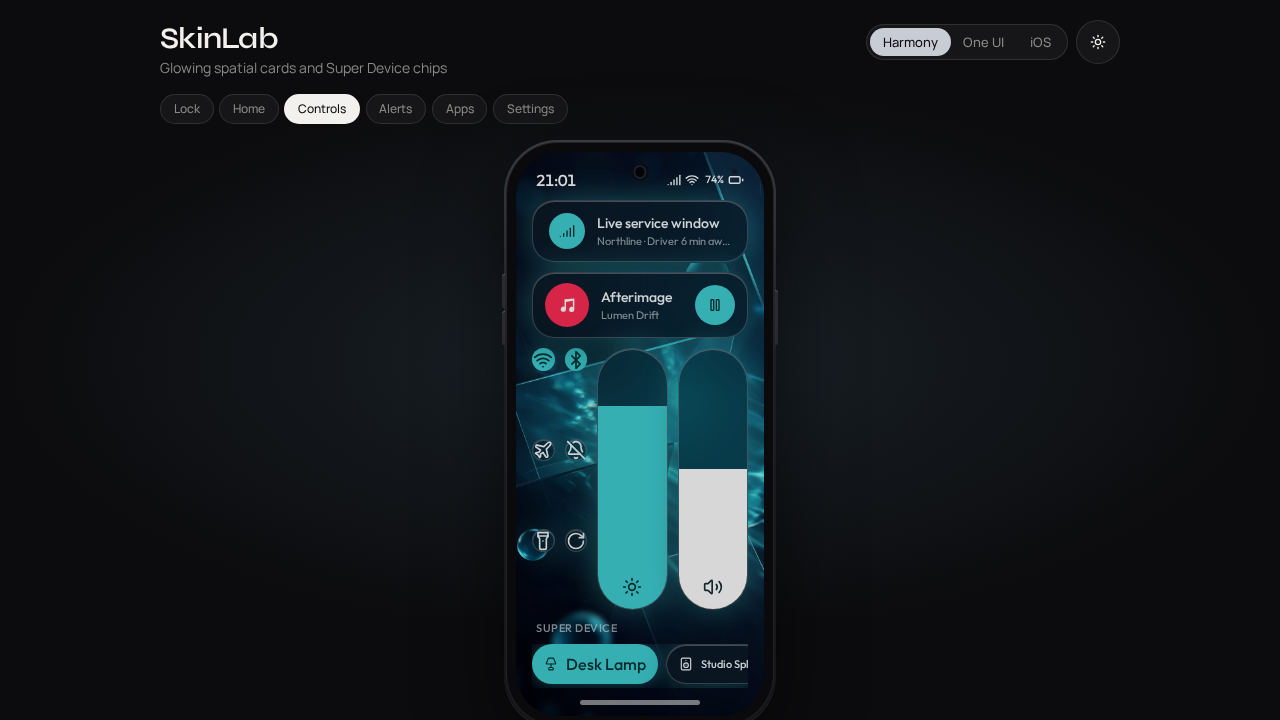 SkinLab
Glowing spatial cards and Super Device chips
Harmony One UI iOS
Lock Home Controls Alerts Apps Settings
21:01 74%
Live service window
Northline · Driver 6 min aw...
Afterimage
Lumen Drift
SUPER DEVICE
Desk Lamp Studio Spl